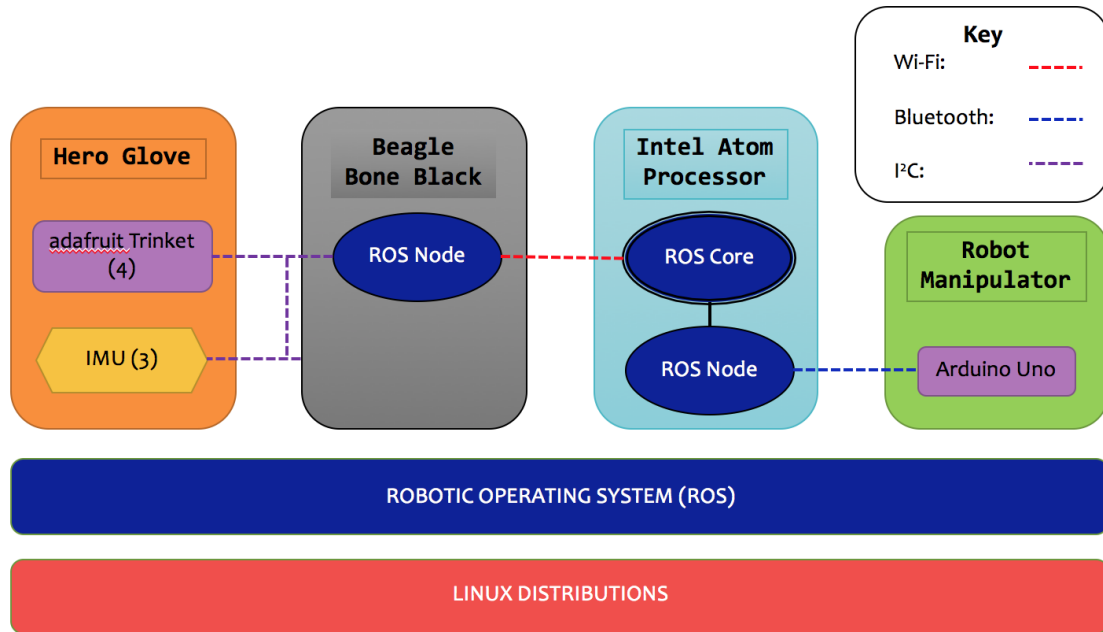 Key
Wi-Fi:
Bluetooth:
I²C:
Hero Glove
adafruit Trinket
(4)
IMU (3)
Beagle
Bone Black
ROS Node
Intel Atom
Processor
ROS Core
ROS Node
Robot
Manipulator
Arduino Uno
ROBOTIC OPERATING SYSTEM (ROS)
LINUX DISTRIBUTIONS